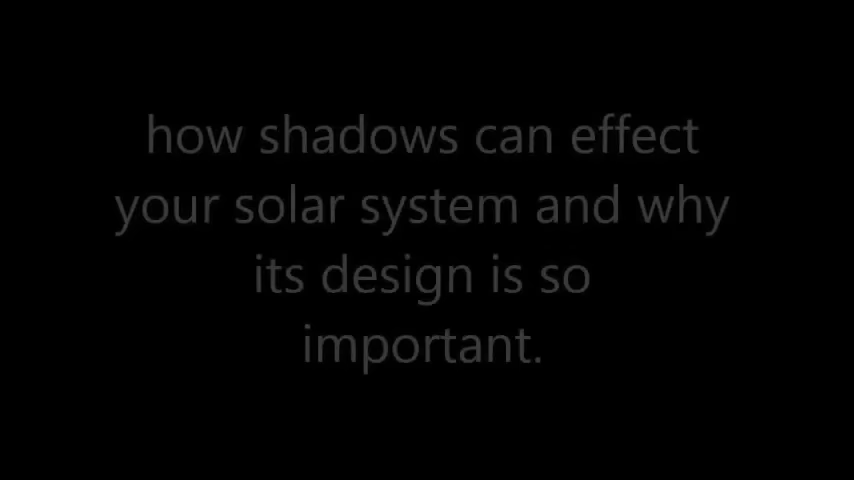 how shadows can effect
your solar system and why
its design is so
important.